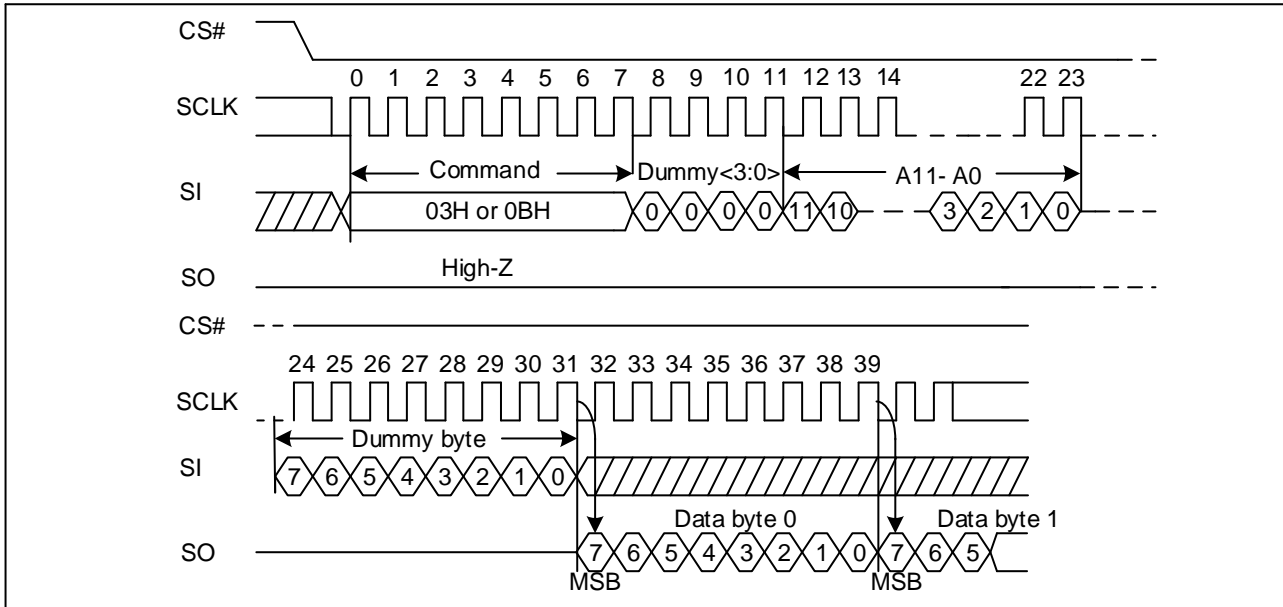 CS#
0 1 2 3 4 5 6 7 8 9 10 11 12 13 14 22 23
SCLK
Command Dummy<3:0> A11- A0
SI
03H or 0BH 0 0 0 0 11 10 3 2 1 0
High-Z
SO
CS#
24 25 26 27 28 29 30 31 32 33 34 35 36 37 38 39
SCLK
Dummy byte
SI
7 6 5 4 3 2 1 0
Data byte 0 Data byte 1
SO
7 6 5 4 3 2 1 0 7 6 5
MSB MSB